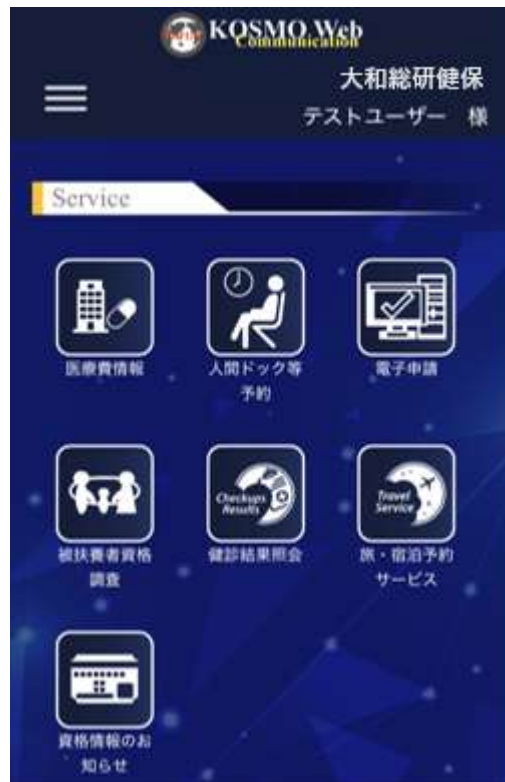 KOSMO Web
Communication
大和総研健保
テストユーザー 様
Service
医療費情報
人間ドック等
予約
電子申請
被扶養者資格
調査
Checkups
Results
健診結果照会
Travel
Service
旅・宿泊予約
サービス
資格情報のお
知らせ